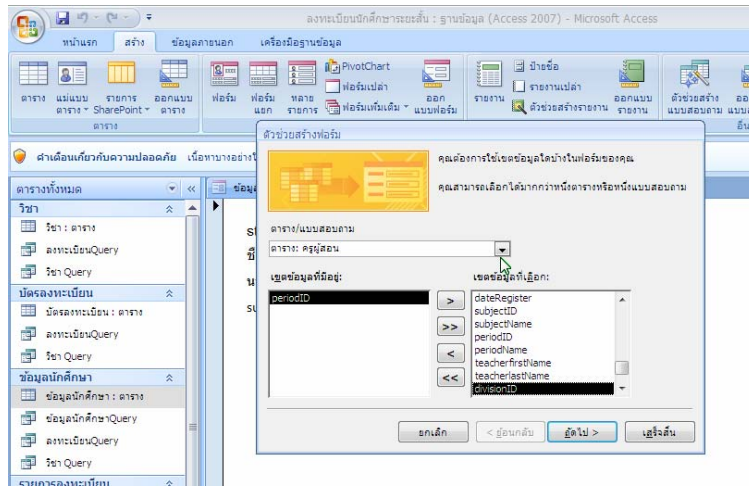 ลงทะเบียนนักศึกษาระยะสั้น : ฐานข้อมูล (Access 2007) - Microsoft Access
หน้าแรก สร้าง ข้อมูลภายนอก เครื่องมือฐานข้อมูล
ตาราง
แม่แบบตาราง
รายการ SharePoint
ออกแบบตาราง
ตาราง
ฟอร์ม
ฟอร์มแยก
หลายรายการ
PivotChart
ฟอร์มเปล่า
ฟอร์มเพิ่มเติม
ออกแบบฟอร์ม
รายงาน
ป้ายชื่อ
รายงานเปล่า
ตัวช่วยสร้างรายงาน
ออกแบบรายงาน
ตัวช่วยสร้างแบบสอบถาม
คำเตือนเกี่ยวกับความปลอดภัย
ตารางทั้งหมด
วิชา
วิชา : ตาราง
ลงทะเบียนQuery
วิชา Query
บัตรลงทะเบียน
บัตรลงทะเบียน : ตาราง
ลงทะเบียนQuery
วิชา Query
ข้อมูลนักศึกษา
ข้อมูลนักศึกษา : ตาราง
ข้อมูลนักศึกษาQuery
ลงทะเบียนQuery
วิชา Query
รายการลงทะเบียน
ตัวช่วยสร้างฟอร์ม
คุณต้องการใช้เขตข้อมูลใดบ้างในฟอร์มของคุณ
คุณสามารถเลือกได้มากกว่าหนึ่งตารางหรือหนึ่งแบบสอบถาม
ตาราง/แบบสอบถาม
ตาราง: ครูผู้สอน
เขตข้อมูลที่มีอยู่:
periodID
>
>>
<
<<
เขตข้อมูลที่เลือก:
dateRegister
subjectID
subjectName
periodID
periodName
teacherfirstName
teacherlastName
divisionID
ยกเลิก < ย้อนกลับ ถัดไป > เสร็จสิ้น